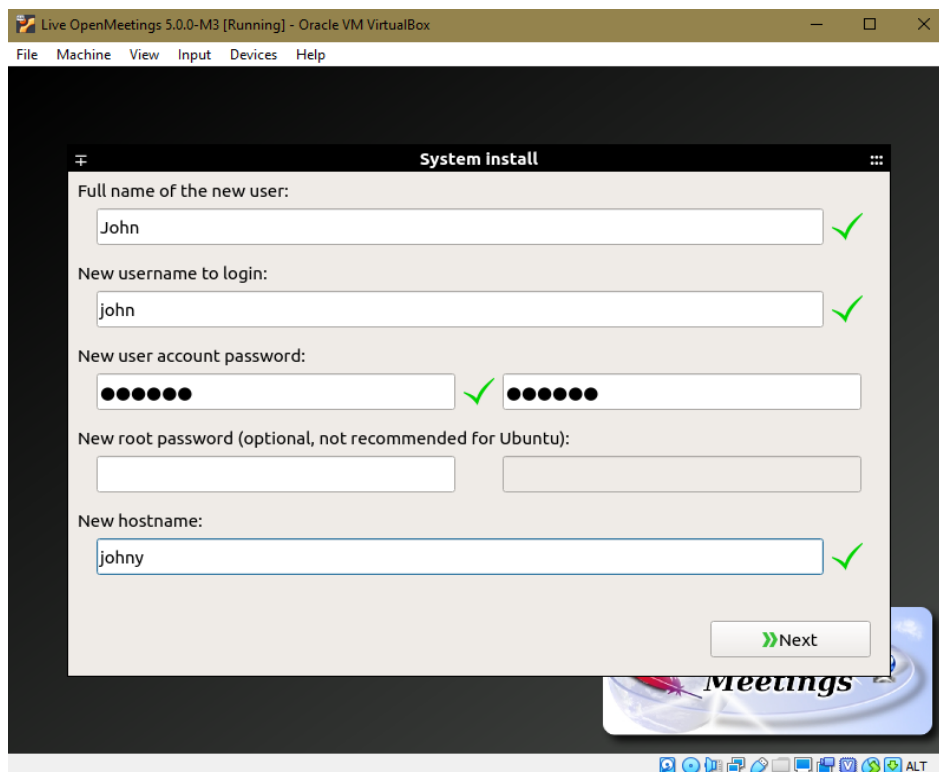 Live OpenMeetings 5.0.0-M3 [Running] - Oracle VM VirtualBox
File Machine View Input Devices Help
System install
Full name of the new user:
John
New username to login:
john
New user account password:
●●●●●● ●●●●●●
New root password (optional, not recommended for Ubuntu):
New hostname:
johny
Next
Meetings
ALT